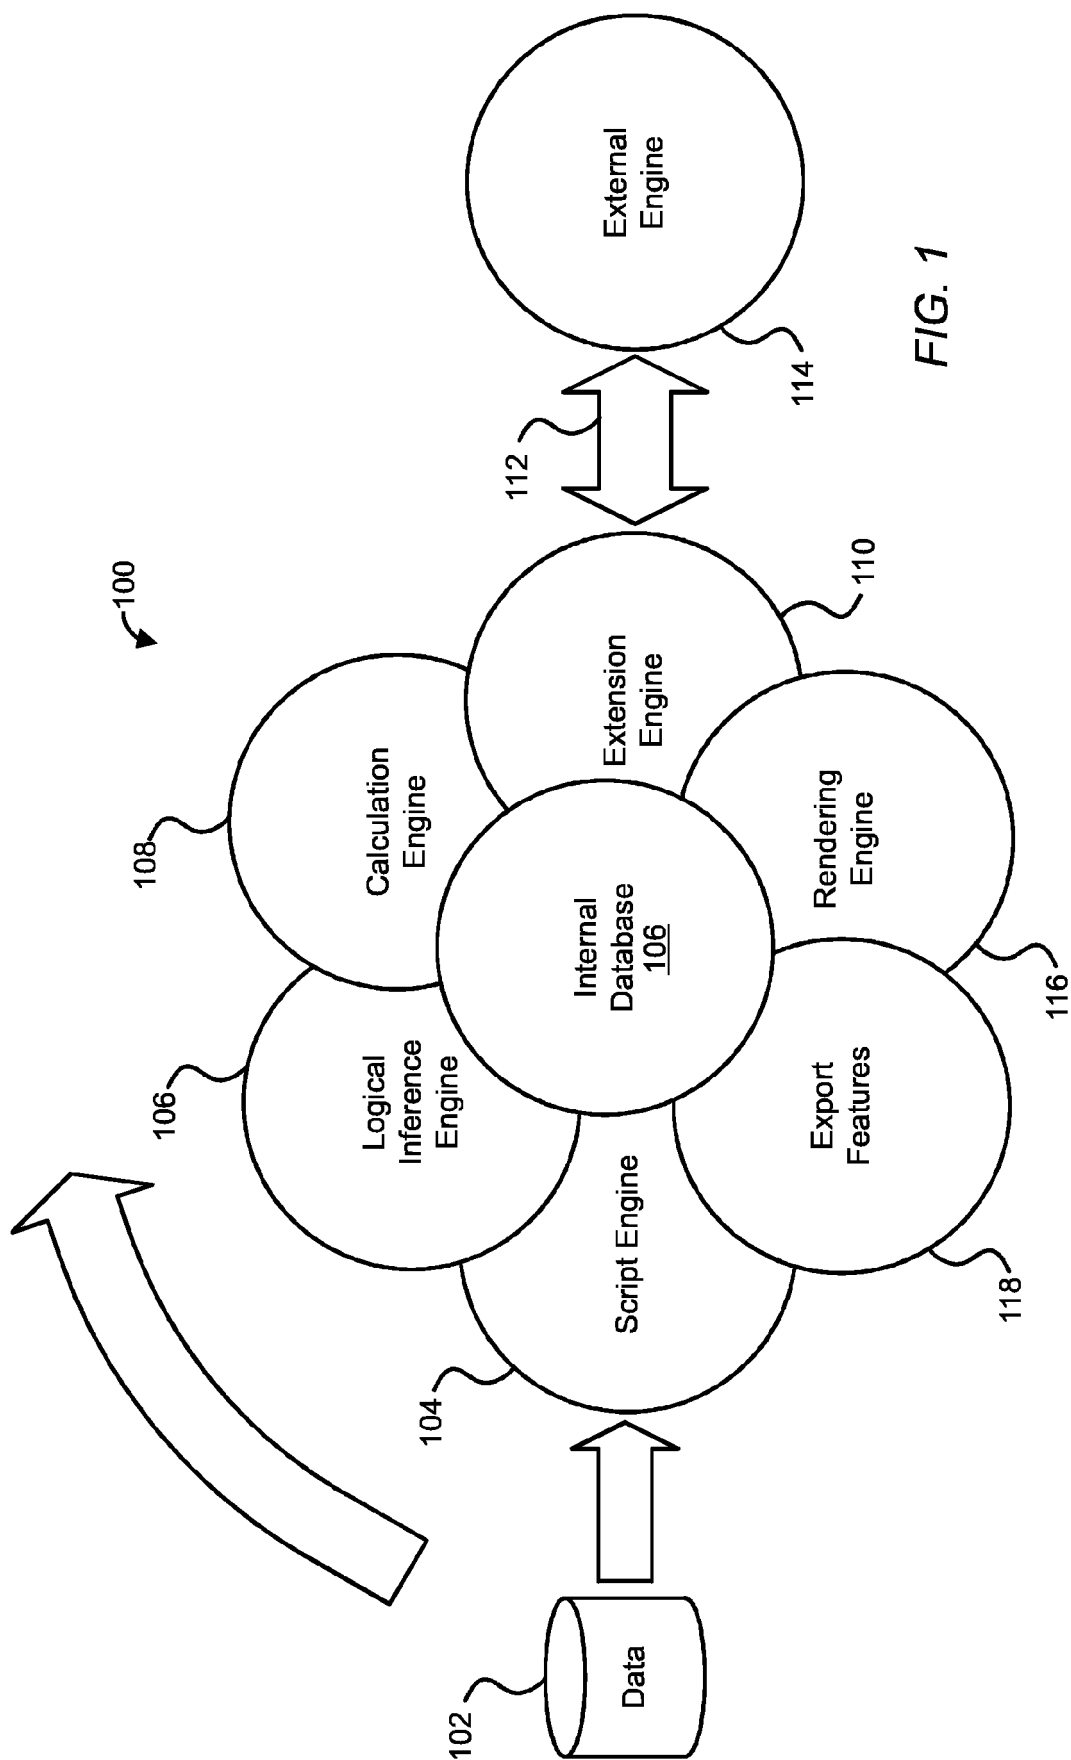 100
108
106
104
102
112
114
110
116
118
Calculation
Engine
Logical
Inference
Engine
Internal
Database
106
Script Engine
Data
Extension
Engine
External
Engine
Export
Features
Rendering
Engine
FIG. 1